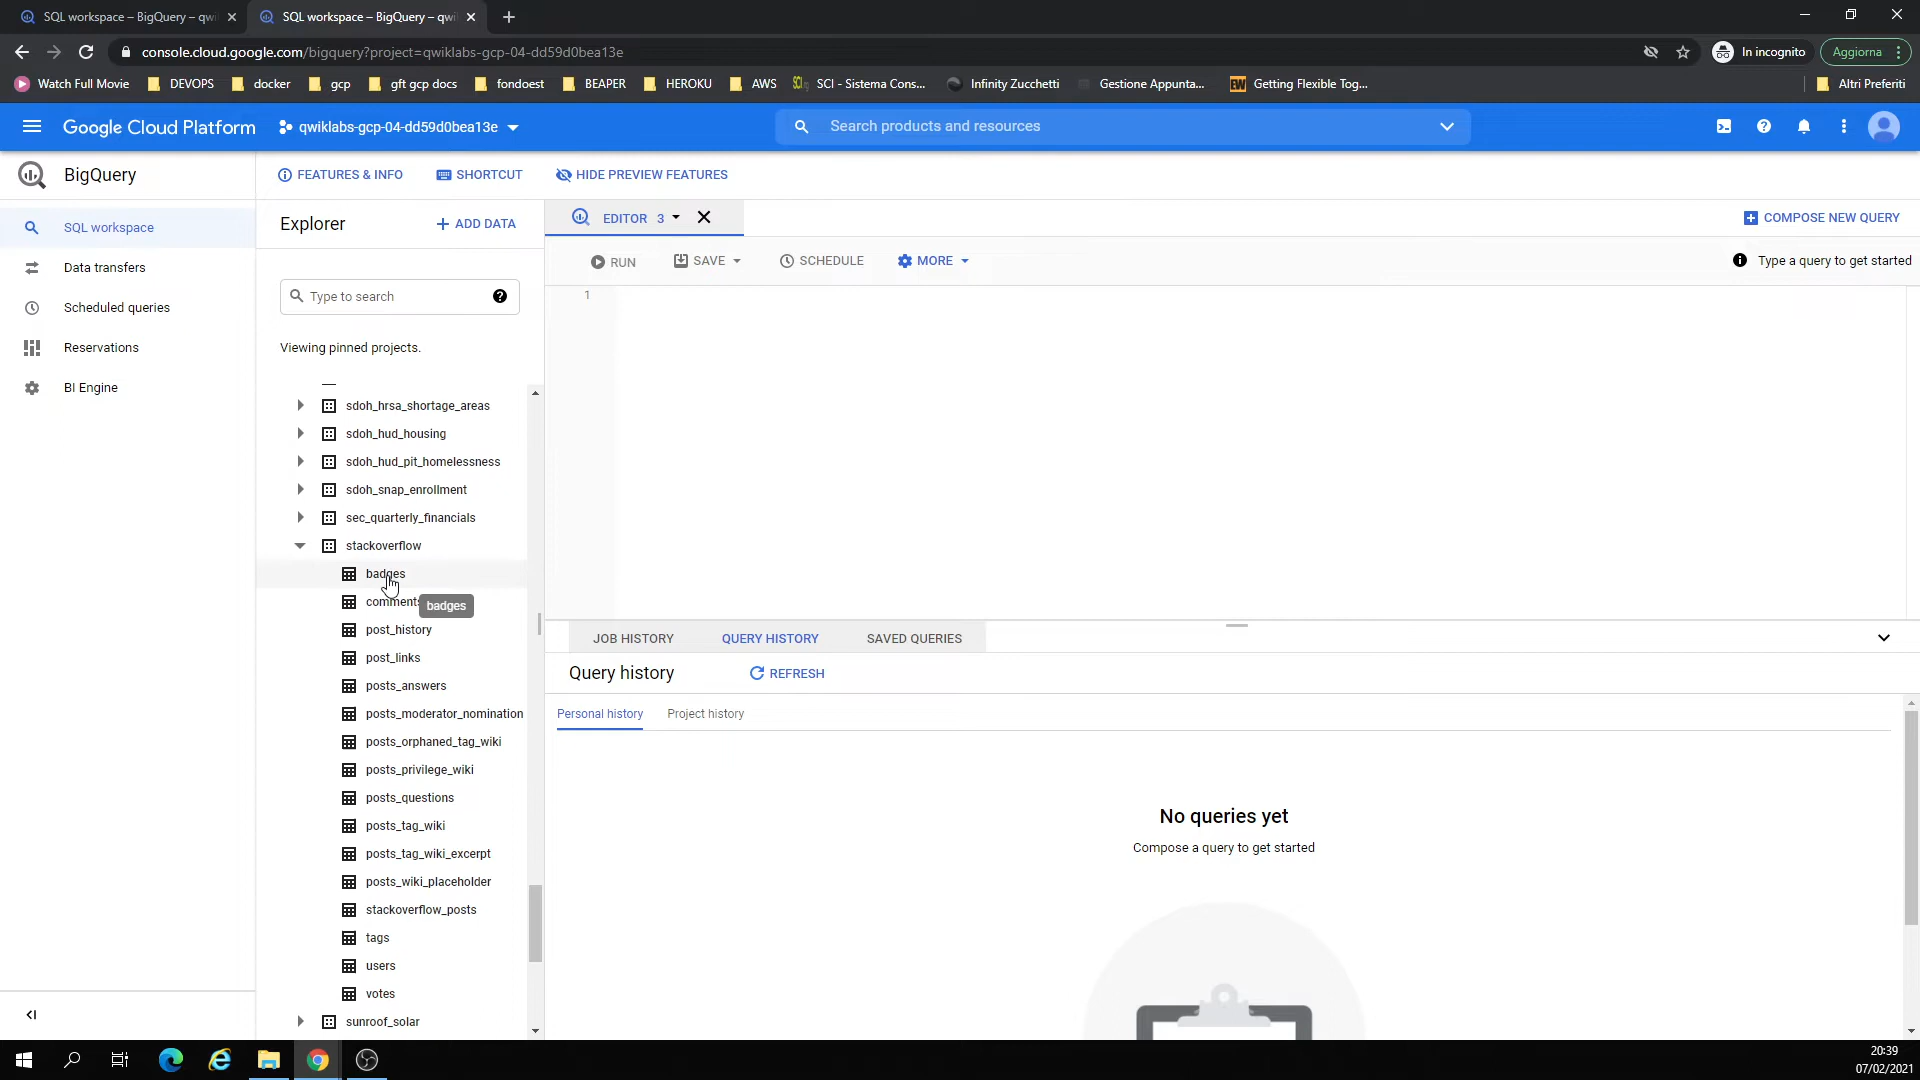 SQL workspace – BigQuery – qwi
SQL workspace – BigQuery – qwi
console.cloud.google.com/bigquery?project=qwiklabs-gcp-04-dd59d0bea13e
In incognito
Aggiorna
Watch Full Movie
DEVOPS
docker
gcp
gft gcp docs
fondoest
BEAPER
HEROKU
AWS
SCI - Sistema Cons...
Infinity Zucchetti
Gestione Appunta...
EW
Getting Flexible Tog...
Altri Preferiti
Google Cloud Platform
qwiklabs-gcp-04-dd59d0bea13e
Search products and resources
BigQuery
FEATURES & INFO
SHORTCUT
HIDE PREVIEW FEATURES
SQL workspace
Data transfers
Scheduled queries
Reservations
BI Engine
Explorer
ADD DATA
Type to search
Viewing pinned projects.
sdoh_hrsa_shortage_areas
sdoh_hud_housing
sdoh_hud_pit_homelessness
sdoh_snap_enrollment
sec_quarterly_financials
stackoverflow
badges
comments
badges
post_history
post_links
posts_answers
posts_moderator_nomination
posts_orphaned_tag_wiki
posts_privilege_wiki
posts_questions
posts_tag_wiki
posts_tag_wiki_excerpt
posts_wiki_placeholder
stackoverflow_posts
tags
users
votes
sunroof_solar
EDITOR 3
COMPOSE NEW QUERY
RUN
SAVE
SCHEDULE
MORE
Type a query to get started
1
JOB HISTORY
QUERY HISTORY
SAVED QUERIES
Query history
REFRESH
Personal history
Project history
No queries yet
Compose a query to get started
20:39
07/02/2021